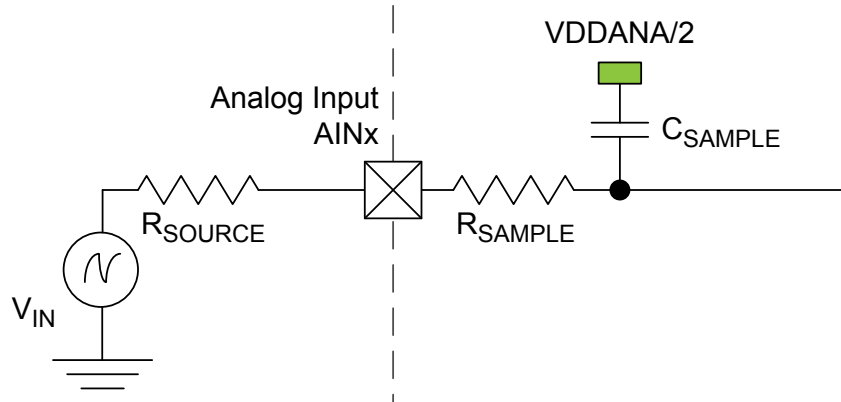 VDDANA/2
Analog Input
AINx
CSAMPLE
RSOURCE
RSAMPLE
VIN